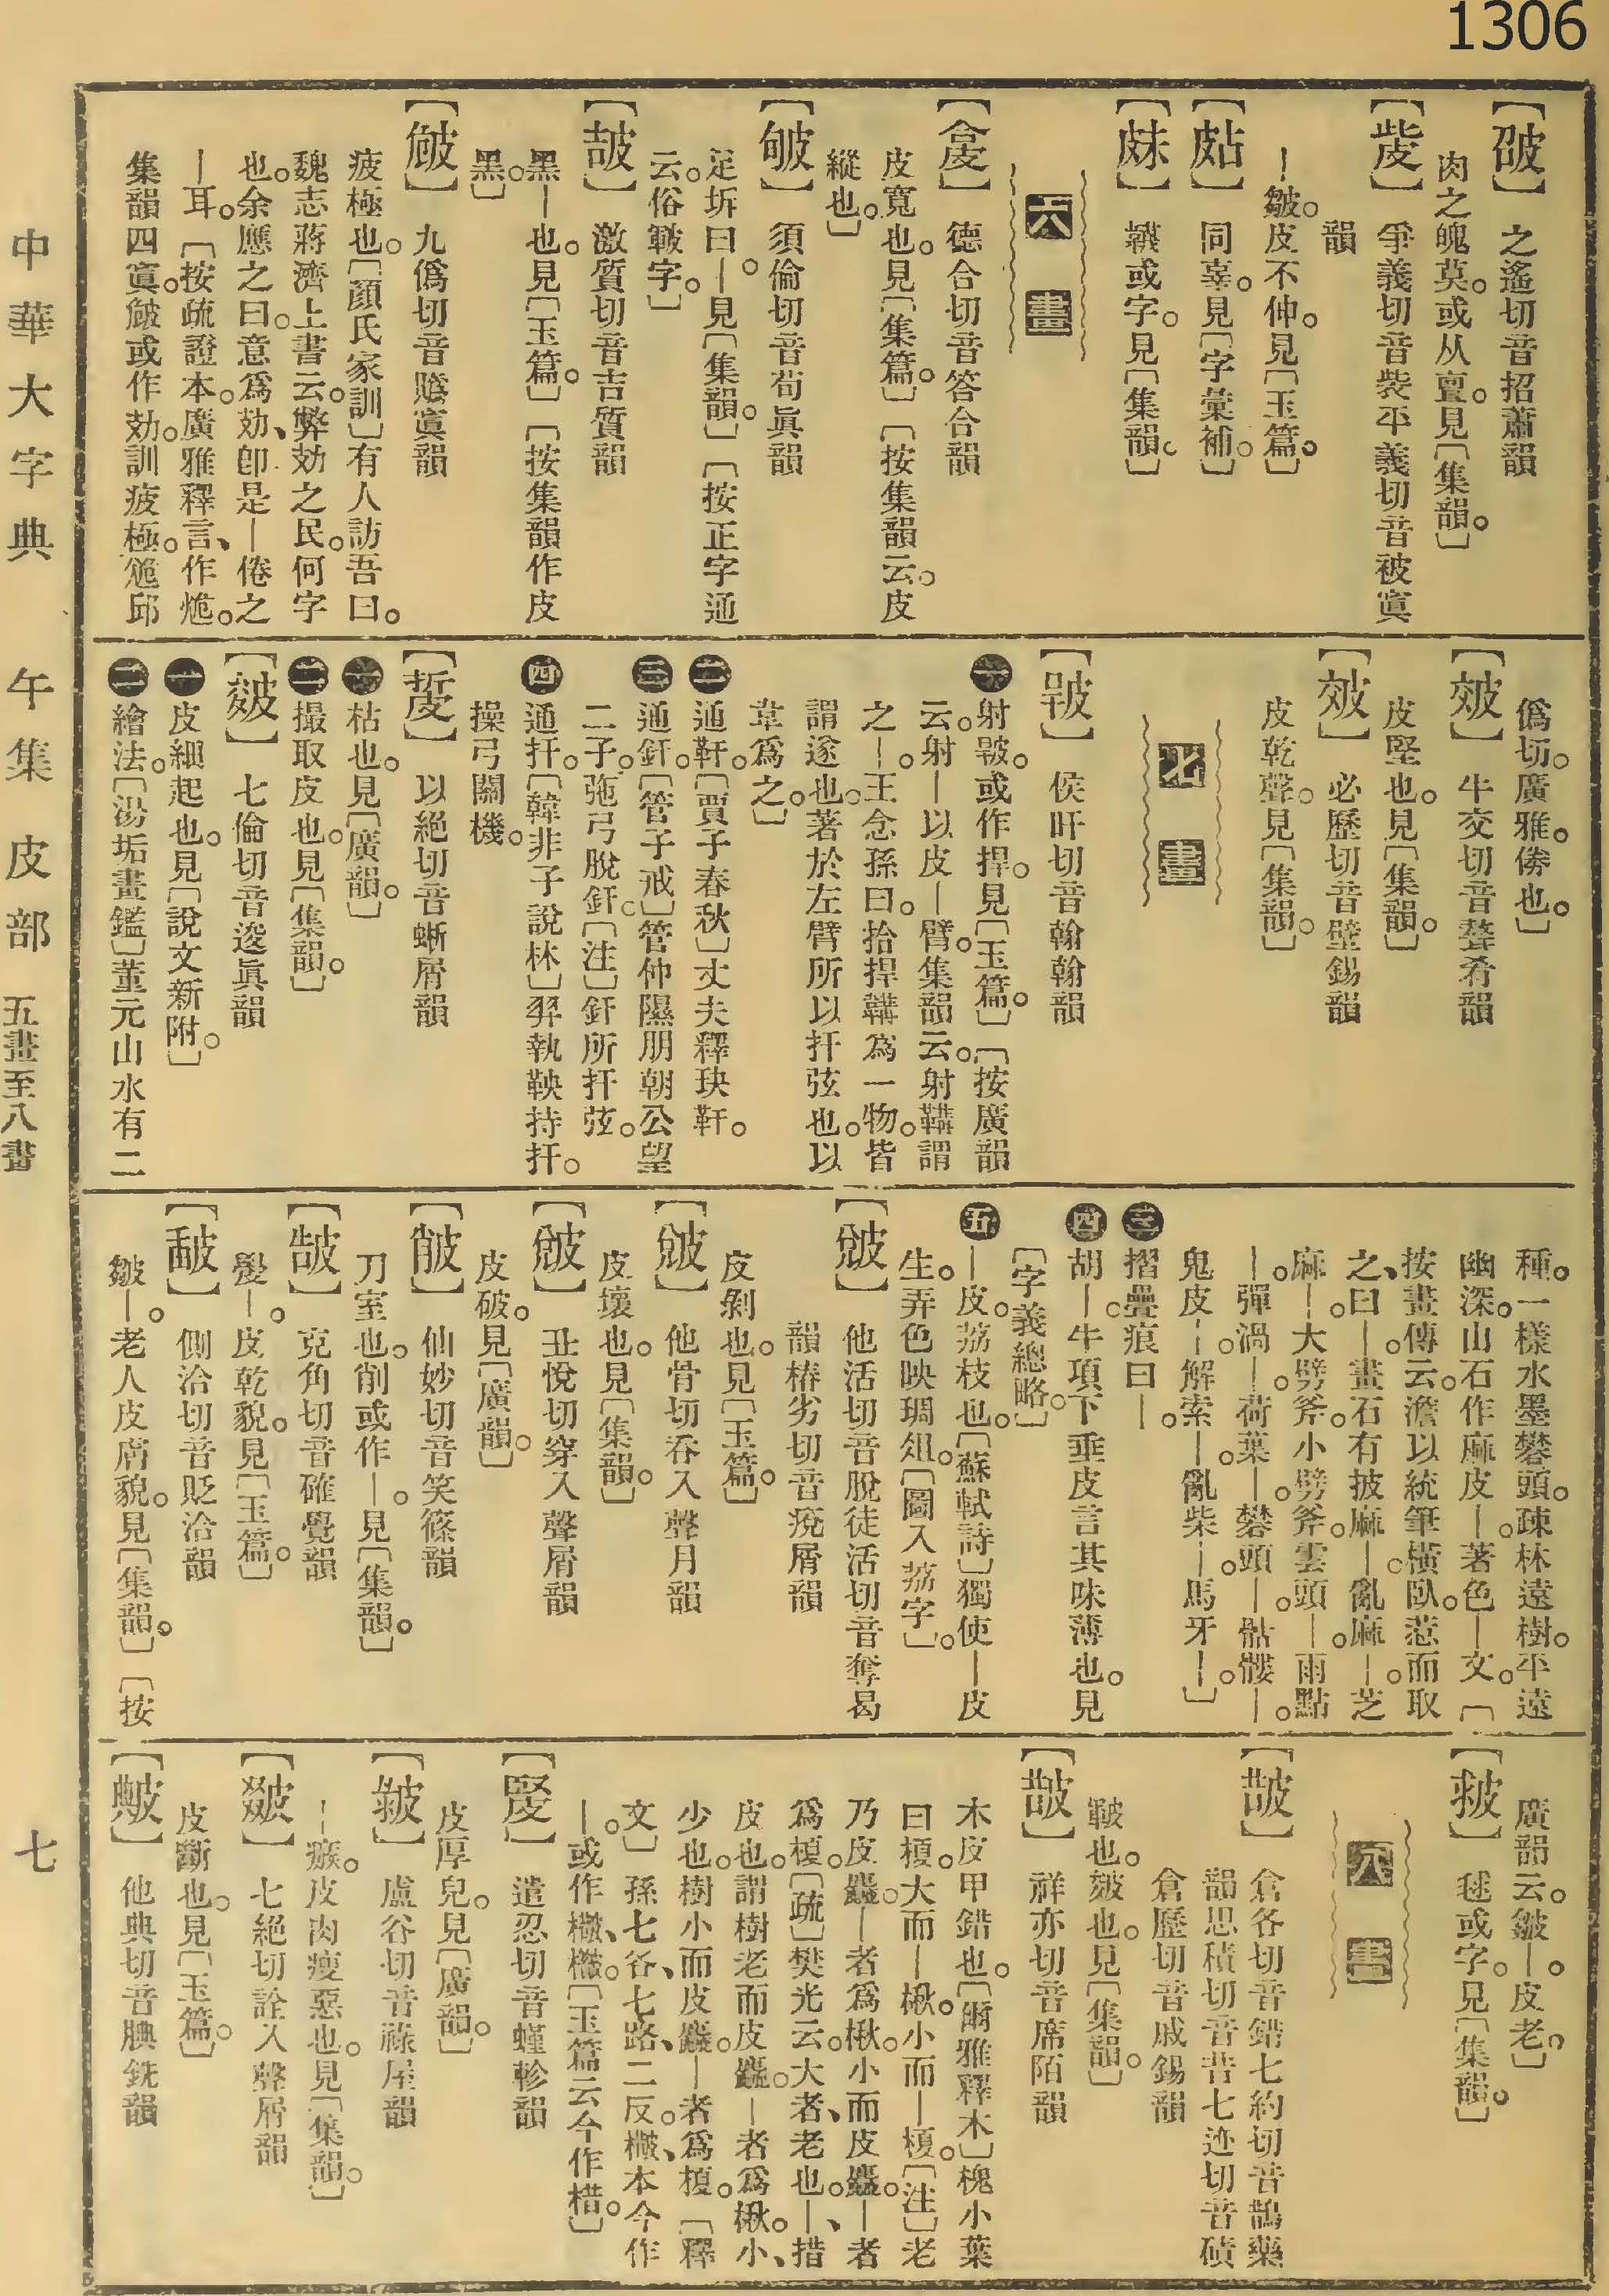 1306
【𤿘】之遙切音招蕭韻
肉之魄莫。或从亶。見〔集韻。〕
【】爭義切音裝平義切音被寘
韻
｜皺。皮不伸。見〔玉篇。〕
【𤿙】同辜。見〔字彙補。〕
【】韎或字。見〔集韻。〕
六畫
【】德合切音答合韻
皮寬也。見〔集篇。〕〔按集韻云。皮
縱也。〕
【】須倫切音荀眞韻
足坼曰｜。見〔集韻。〕〔按正字通
云。俗皸字。〕
【】激質切音吉質韻
黑｜也。見〔玉篇。〕〔按集韻作皮
黑。〕
【】九僞切音賹寘韻
疲極也。〔顏氏家訓〕有人訪吾曰。
魏志蔣濟上書云。弊攰之民。何字
也。余應之曰。意爲攰、卽是｜倦之
｜耳。〔按疏證本。廣雅釋言、作㩻。
集韻四寘。㩻或作攰。訓疲極。㩻邱
僞切。廣雅。㑂也。〕
【】牛交切音聱肴韻
皮堅也。見〔集韻。〕
【】必歷切音壁錫韻
皮乾聲。見〔集韻。〕
七畫
【皔】侯旰切音翰翰韻
一射皔。或作捍。見〔玉篇。〕〔按廣韻
云。射｜以皮｜臂。集韻云。射鞲謂
之｜。王念孫曰。拾捍鞲爲一物。皆
謂遂也。著於左臂所以扞弦也。以
韋爲之。〕
二通靬。〔賈子春秋〕丈夫釋玦靬。
三通釬。〔管子戒〕管仲隰朋朝公望
二子。弛弓脫釬。〔注〕釬所扞弦。
四通扞。〔韓非子說林〕羿執鞅持扞。
操弓關機。
【】以絕切音蜥屑韻
一枯也。見〔廣韻。〕
二撮取皮也。見〔集韻。〕
【皴】七倫切音逡眞韻
一皮細起也。見〔說文新附。〕
二繪法。〔湯垢畫鑑〕董元山水有二
種。一樣水墨礬頭。疎林遠樹。平遠
幽深。山石作麻皮｜。著色｜文。〔
按畫傳云。澹以統筆橫臥。惹而取
之、曰｜。畫石有披麻｜。亂麻｜。芝
麻｜。大劈斧。小劈斧。雲頭｜。雨點
｜。彈渦｜。荷葉｜。礬頭｜。骷髏｜。
鬼皮｜。解索｜。亂柴｜。馬牙｜。〕
三摺疊痕曰｜。
四胡｜。牛項下垂皮言其味薄也。見
〔字義總略。〕
五｜皮。荔枝也。〔蘇軾詩〕獨使｜皮
生。弄色映琱俎。〔圖入荔字。〕
【】他活切音脫徒活切音奪曷
韻椿劣切音痥屑韻
皮剝也。見〔玉篇。〕
【】他骨切吞入聲月韻
皮壞也。見〔集韻。〕
【】丑悅切穿入聲屑韻
皮破。見〔廣韻。〕
【】仙妙切音笑篠韻
刀室也。削或作｜。見〔集韻。〕
【】克角切音確覺韻
㿺｜。皮乾貌。見〔玉篇。〕
【】側洽切音貶洽韻
皺｜。老人皮膚貌。見〔集韻。〕〔按
廣韻云。皺｜。皮老。〕
【】毬或字。見〔集韻。〕
八畫
【皵】倉各切音錯七約切音鵲藥
韻思積切音昔七迹切音磧
倉歷切音戚錫韻
皸也。皴也。見〔集韻。〕
【皵】祥亦切音席陌韻
木皮甲錯也。〔爾雅釋木〕槐小葉
曰榎。大而｜楸。小而｜榎。〔注〕老
乃皮麤｜者爲楸。小而皮麤｜者
爲榎。〔疏〕樊光云。大者、老也。｜、措
皮也。謂樹老而皮麤｜者爲楸。小、
少也。樹小而皮麤｜者爲榎。〔釋
文〕孫七各、七路、二反。橵、本今作
｜。或作橵、橵。〔玉篇云今作棤。〕
【】遣忍切音螼軫韻
皮厚皃。見〔廣韻。〕
【】盧谷切音祿屋韻
｜瘯。皮肉瘦惡也。見〔集韻。〕
【】七絕切詮入聲屑韻
皮斷也。見〔玉篇。〕
【】他典切音腆銑韻
中華大字典　午集　皮部　五畫至八畫　七